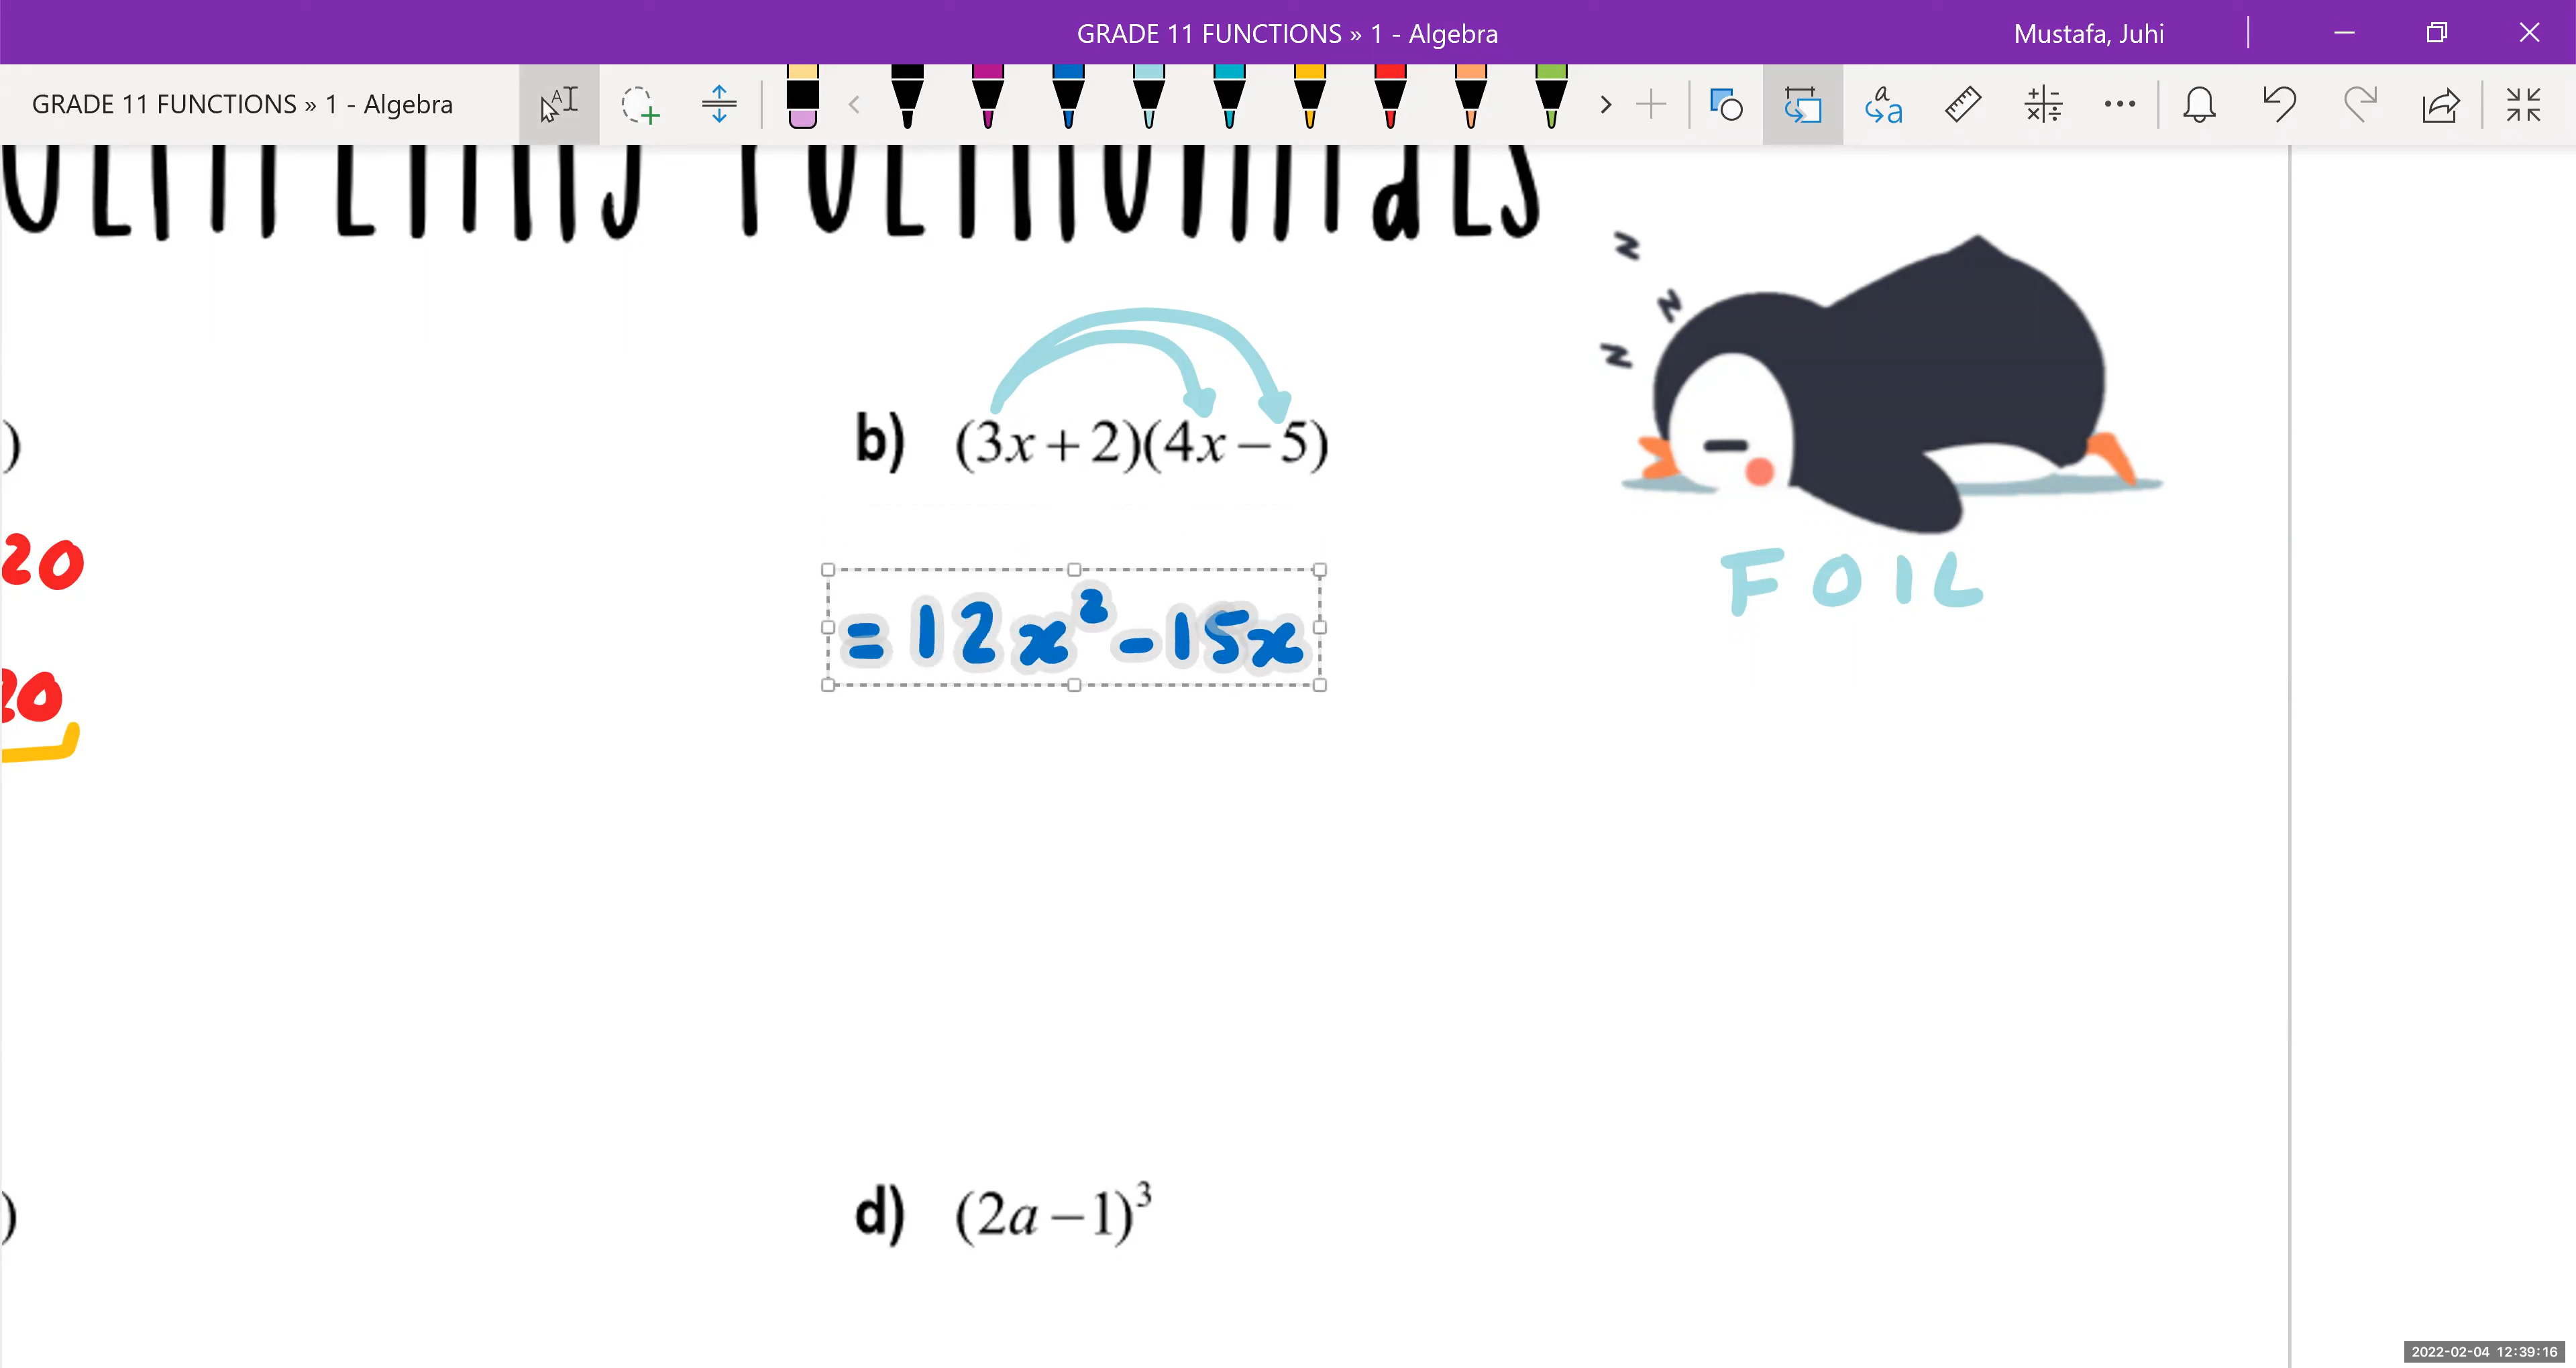 GRADE 11 FUNCTIONS » 1 - Algebra
Mustafa, Juhi
GRADE 11 FUNCTIONS » 1 - Algebra
z
z
z
)
b) (3x + 2)(4x – 5)
20
= 12x² - 15x
FOIL
20
)
d) (2a – 1)³
2022-02-04 12:39:16